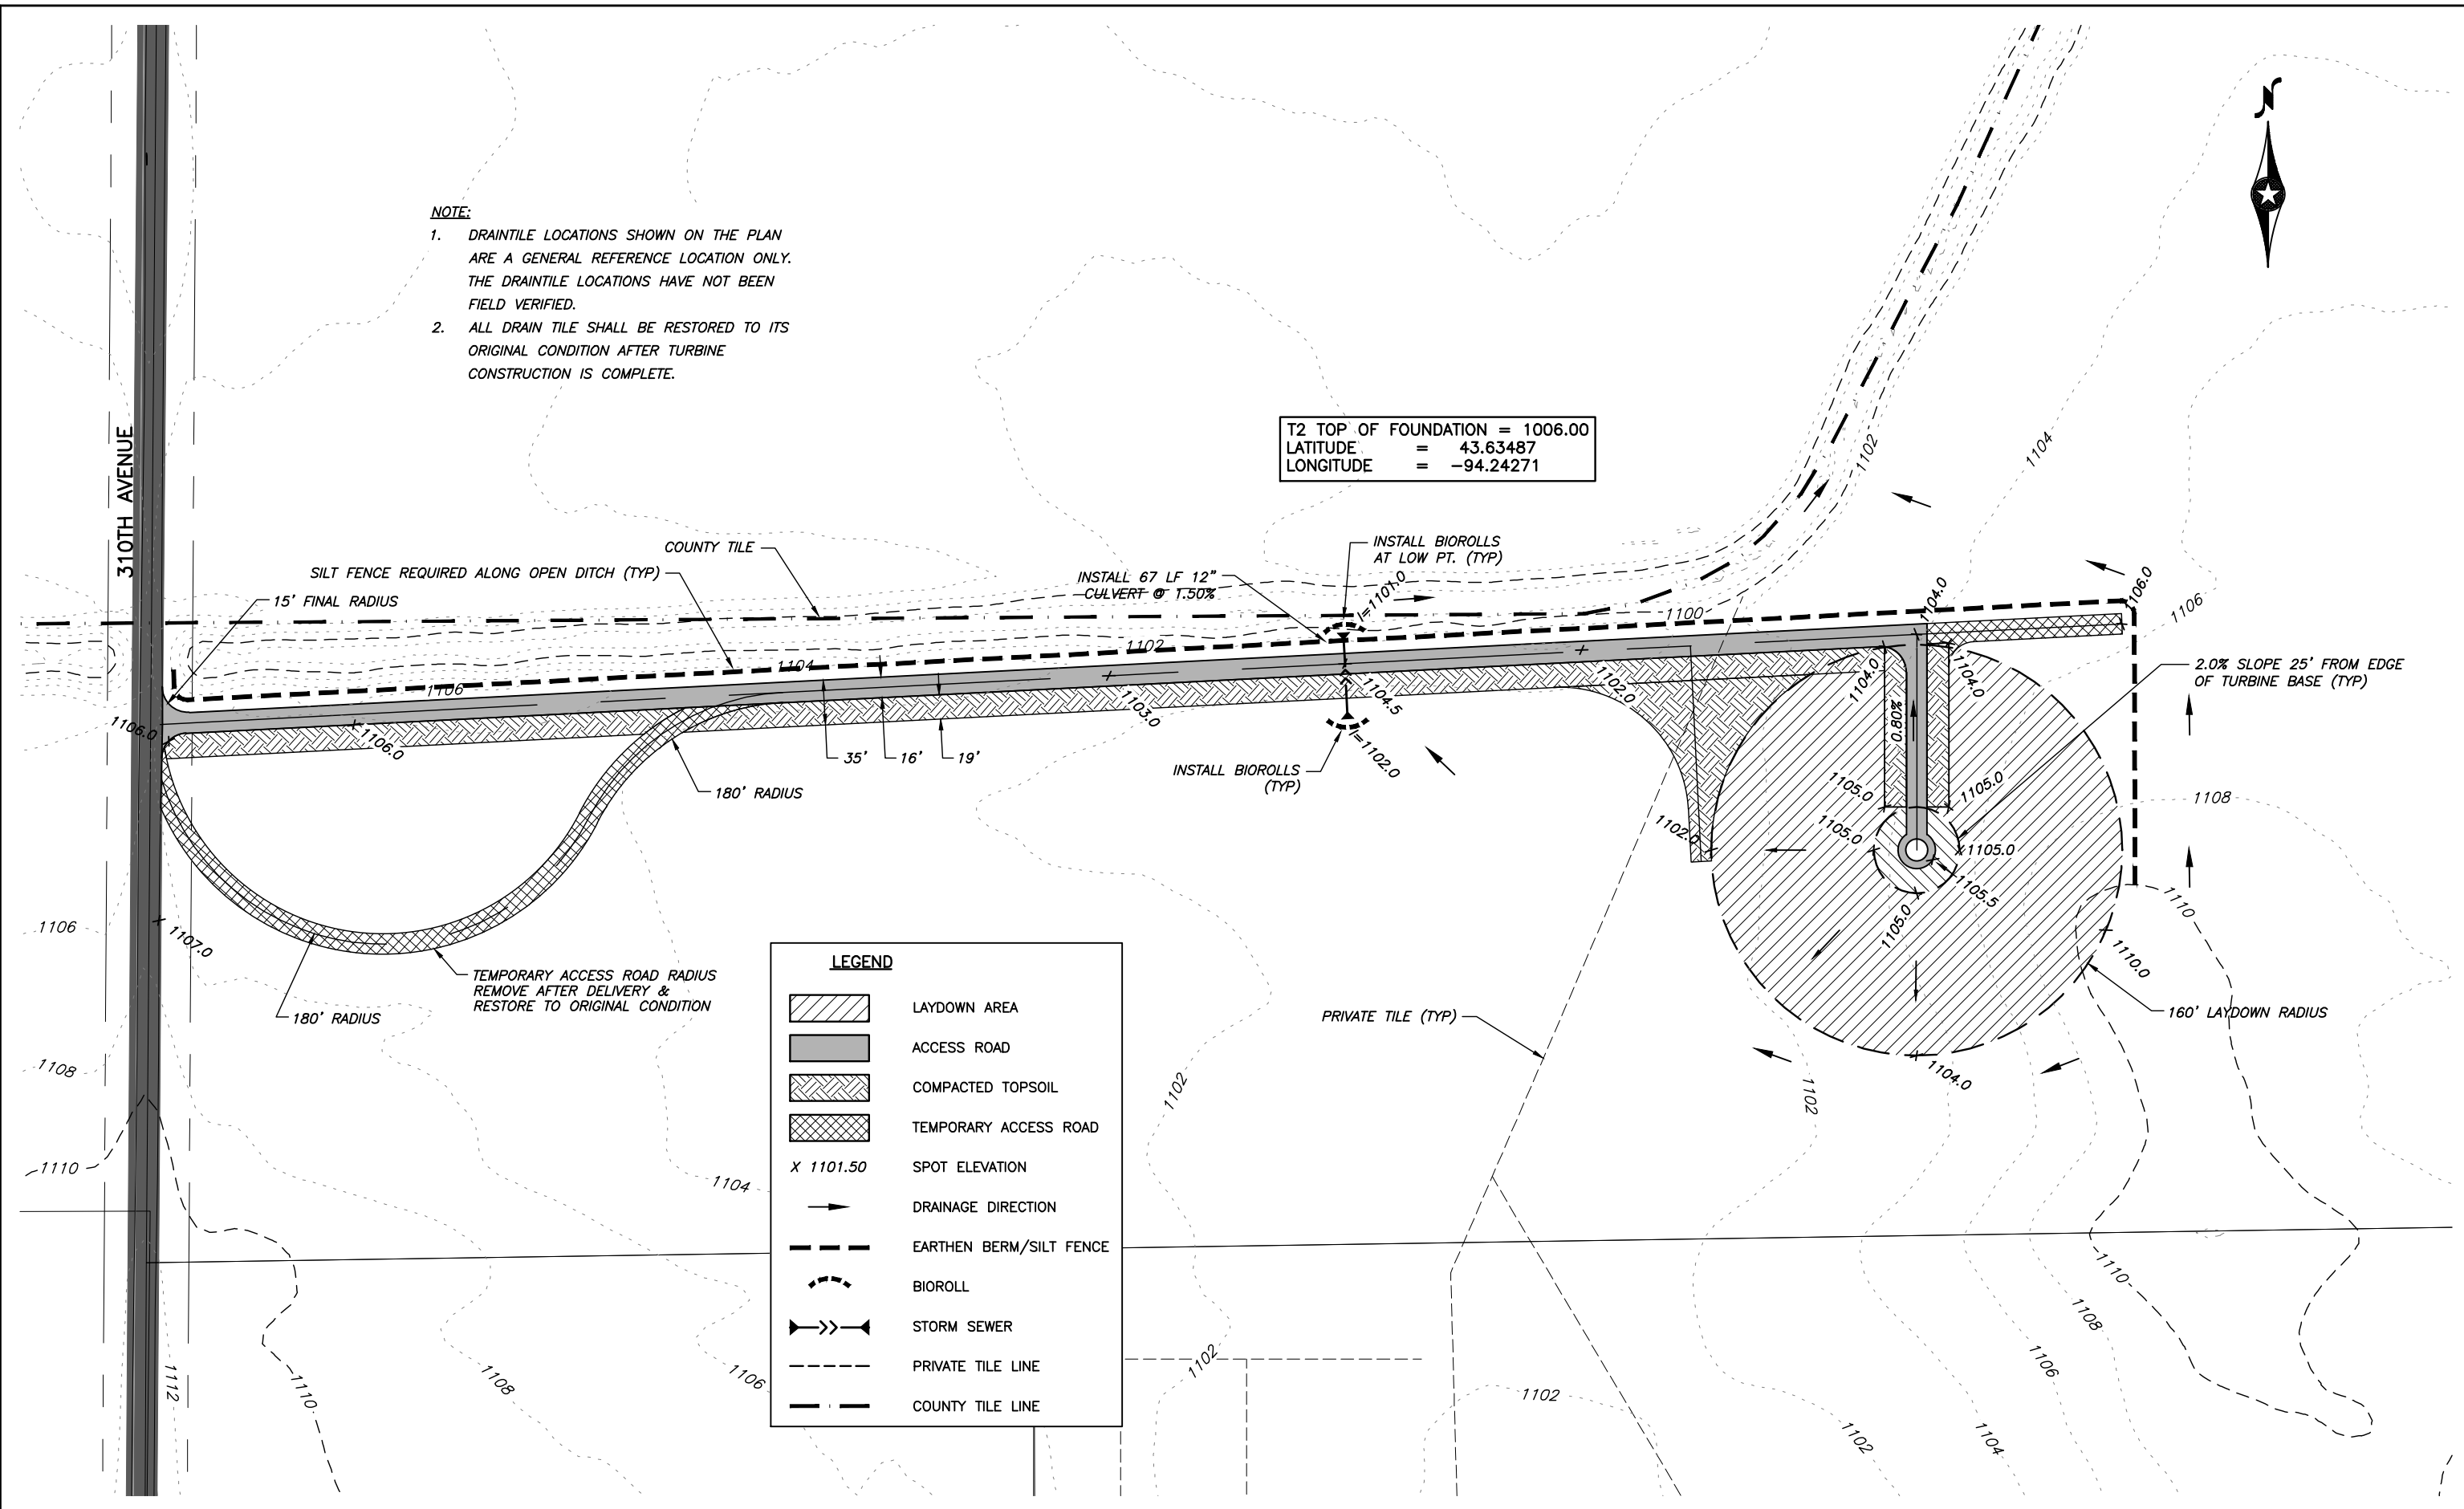 N
NOTE:
1. DRAINTILE LOCATIONS SHOWN ON THE PLAN
ARE A GENERAL REFERENCE LOCATION ONLY.
THE DRAINTILE LOCATIONS HAVE NOT BEEN
FIELD VERIFIED.
2. ALL DRAIN TILE SHALL BE RESTORED TO ITS
ORIGINAL CONDITION AFTER TURBINE
CONSTRUCTION IS COMPLETE.
310TH AVENUE
T2 TOP OF FOUNDATION = 1006.00
LATITUDE = 43.63487
LONGITUDE = -94.24271
1102
1104
COUNTY TILE
SILT FENCE REQUIRED ALONG OPEN DITCH (TYP)
15' FINAL RADIUS
INSTALL BIOROLLS
AT LOW PT. (TYP)
INSTALL 67 LF 12"
CULVERT @ 1.50%
I=1101.0
1100
1104.0
1106.0
1106
1102
1104
1106
1106.0
1106.0
1103.0
1104.5
1102.0
1104.0
1104.0
2.0% SLOPE 25' FROM EDGE
OF TURBINE BASE (TYP)
0.80%
35'
16'
19'
180' RADIUS
INSTALL BIOROLLS
(TYP)
I=1102.0
1105.0
1105.0
1108
1102.0
1105.0
1105.0
1105.5
1105.0
1110
1110.0
1106
1107.0
TEMPORARY ACCESS ROAD RADIUS
REMOVE AFTER DELIVERY &
RESTORE TO ORIGINAL CONDITION
180' RADIUS
PRIVATE TILE (TYP)
160' LAYDOWN RADIUS
1104.0
1108
1102
1102
1110
1104
LEGEND
LAYDOWN AREA
ACCESS ROAD
COMPACTED TOPSOIL
TEMPORARY ACCESS ROAD
X 1101.50 SPOT ELEVATION
DRAINAGE DIRECTION
EARTHEN BERM/SILT FENCE
BIOROLL
STORM SEWER
PRIVATE TILE LINE
COUNTY TILE LINE
1110
1108
1106
1112
1110
1108
1106
1102
1102
1102
1104